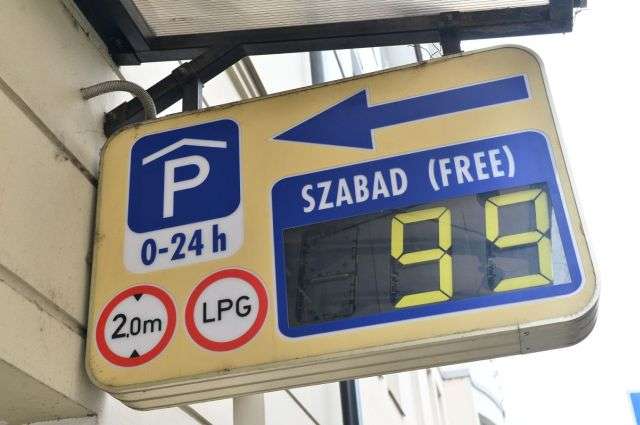 P
0-24 h
2,0m
LPG
SZABAD (FREE)
99